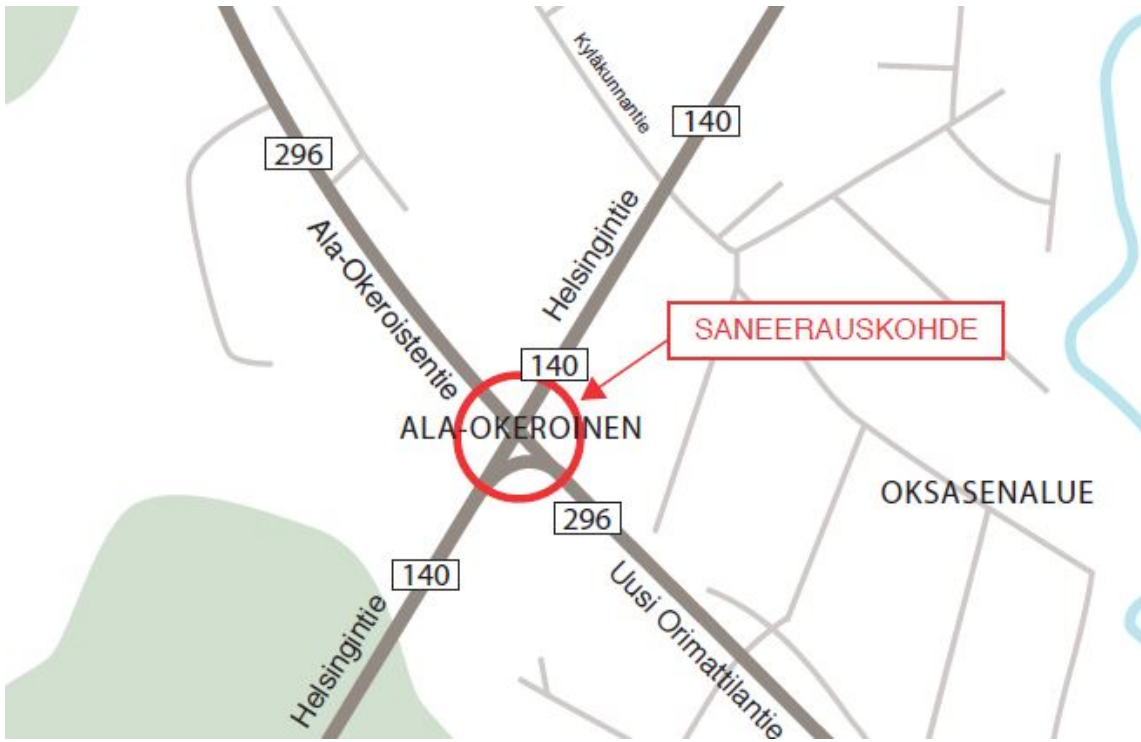 Kyläkunnantie
140
296
Ala-Okeroistentie
Helsingintie
SANEERAUSKOHDE
140
ALA-OKEROINEN
OKSASENALUE
296
140
Uusi Orimattilantie
Helsingintie